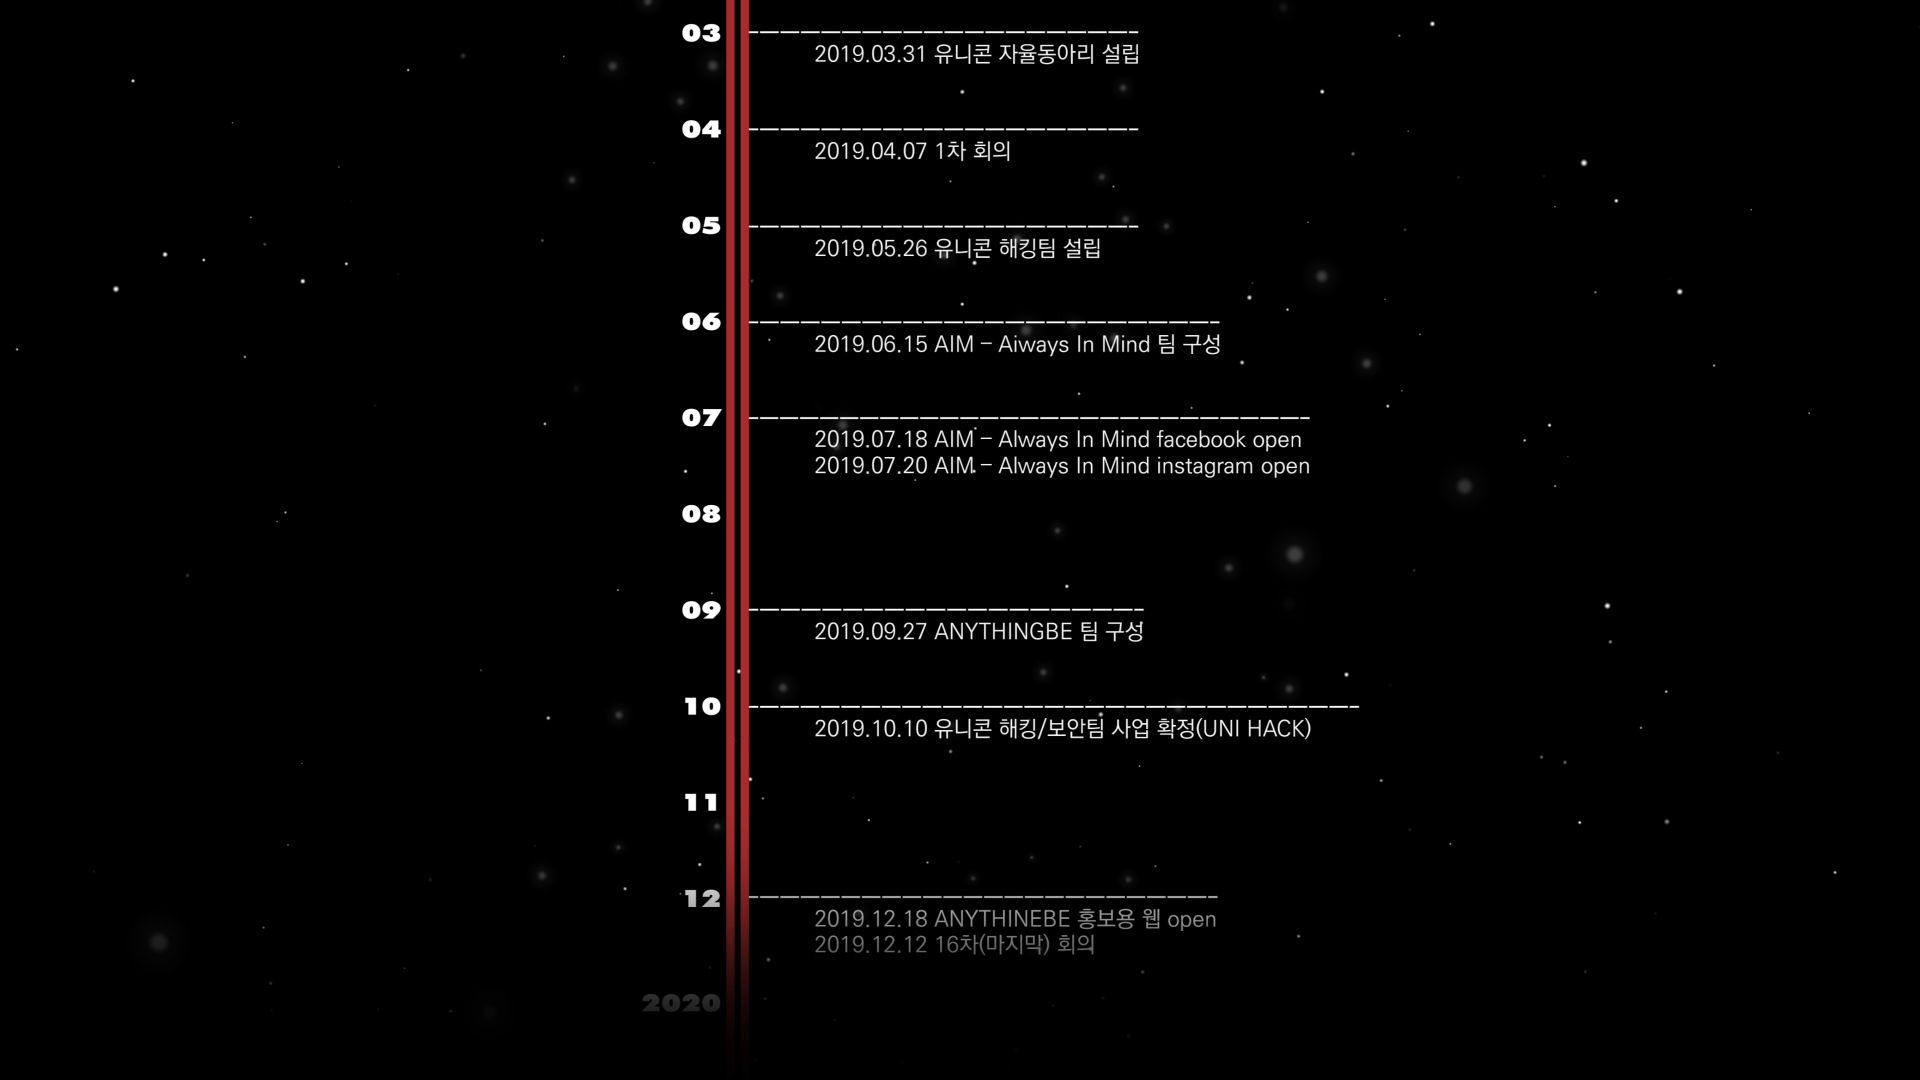 03
2019.03.31 유니콘 자율동아리 설립
04
2019.04.07 1차 회의
05
2019.05.26 유니콘 해킹팀 설립
06
2019.06.15 AIM - Aiways In Mind 팀 구성
07
2019.07.18 AIM - Always In Mind facebook open
2019.07.20 AIM - Always In Mind instagram open
08
09
2019.09.27 ANYTHINGBE 팀 구성
10
2019.10.10 유니콘 해킹/보안팀 사업 확정(UNI HACK)
11
12
2019.12.18 ANYTHINEBE 홍보용 웹 open
2019.12.12 16차(마지막) 회의
2020